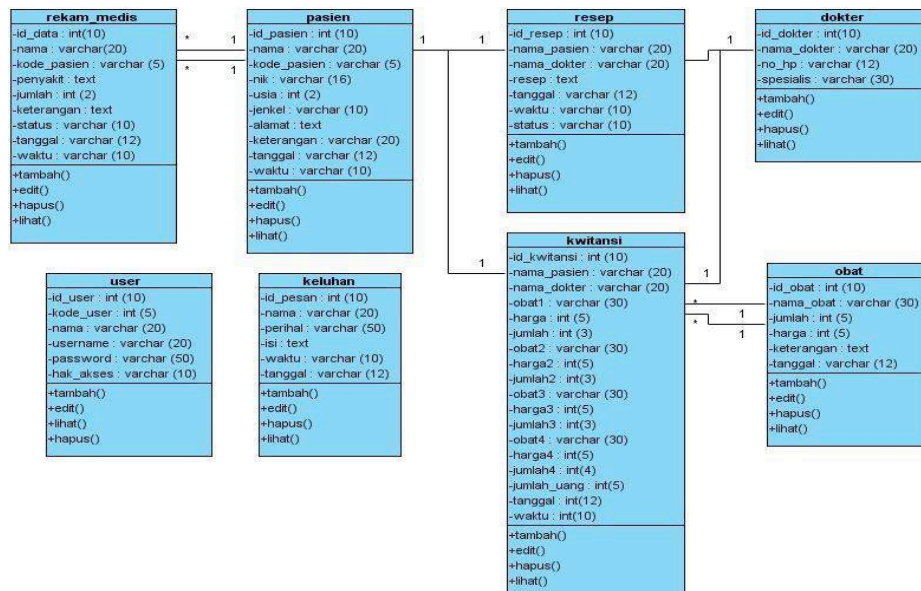 rekam_medis
-id_data : int(10)
-nama : varchar(20)
-kode_pasien : varchar (5)
-penyakit : text
-jumlah : int (2)
-keterangan : text
-status : varchar (10)
-tanggal : varchar (12)
-waktu : varchar (10)
+tambah()
+edit()
+hapus()
+lihat()
*
1
*
1
pasien
-id_pasien : int (10)
-nama : varchar (20)
-kode_pasien : varchar (5)
-nik : varchar (16)
-usia : int (2)
-jenkel : varchar (10)
-alamat : text
-keterangan : varchar (20)
-tanggal : varchar (12)
-waktu : varchar (10)
+tambah()
+edit()
+hapus()
+lihat()
1
1
1
resep
-id_resep : int (10)
-nama_pasien : varchar (20)
-nama_dokter : varchar (20)
-resep : text
-tanggal : varchar (12)
-waktu : varchar (10)
-status : varchar (10)
+tambah()
+edit()
+hapus()
+lihat()
1
dokter
-id_dokter : int(10)
-nama_dokter : varchar (20)
-no_hp : varchar (12)
-spesialis : varchar (30)
+tambah()
+edit()
+hapus()
+lihat()
user
-id_user : int (10)
-kode_user : int (5)
-nama : varchar (20)
-username : varchar (20)
-password : varchar (50)
-hak_akses : varchar (10)
+tambah()
+edit()
+lihat()
+hapus()
keluhan
-id_pesan : int (10)
-nama : varchar (20)
-perihal : varchar (50)
-isi : text
-waktu : varchar (10)
-tanggal : varchar (12)
+tambah()
+edit()
+hapus()
+lihat()
kwitansi
-id_kwitansi : int (10)
-nama_pasien : varchar (20)
-nama_dokter : varchar (20)
-obat1 : varchar (30)
-harga : int (5)
-jumlah : int (3)
-obat2 : varchar (30)
-harga2 : int(5)
-jumlah2 : int(3)
-obat3 : varchar (30)
-harga3 : int(5)
-jumlah3 : int(3)
-obat4 : varchar (30)
-harga4 : int(5)
-jumlah4 : int(4)
-jumlah_uang : int(5)
-tanggal : int(12)
-waktu : int(10)
+tambah()
+edit()
+hapus()
+lihat()
1
*
1
*
1
obat
-id_obat : int (10)
-nama_obat : varchar (30)
-jumlah : int (5)
-harga : int (5)
-keterangan : text
-tanggal : varchar (12)
+tambah()
+edit()
+hapus()
+lihat()